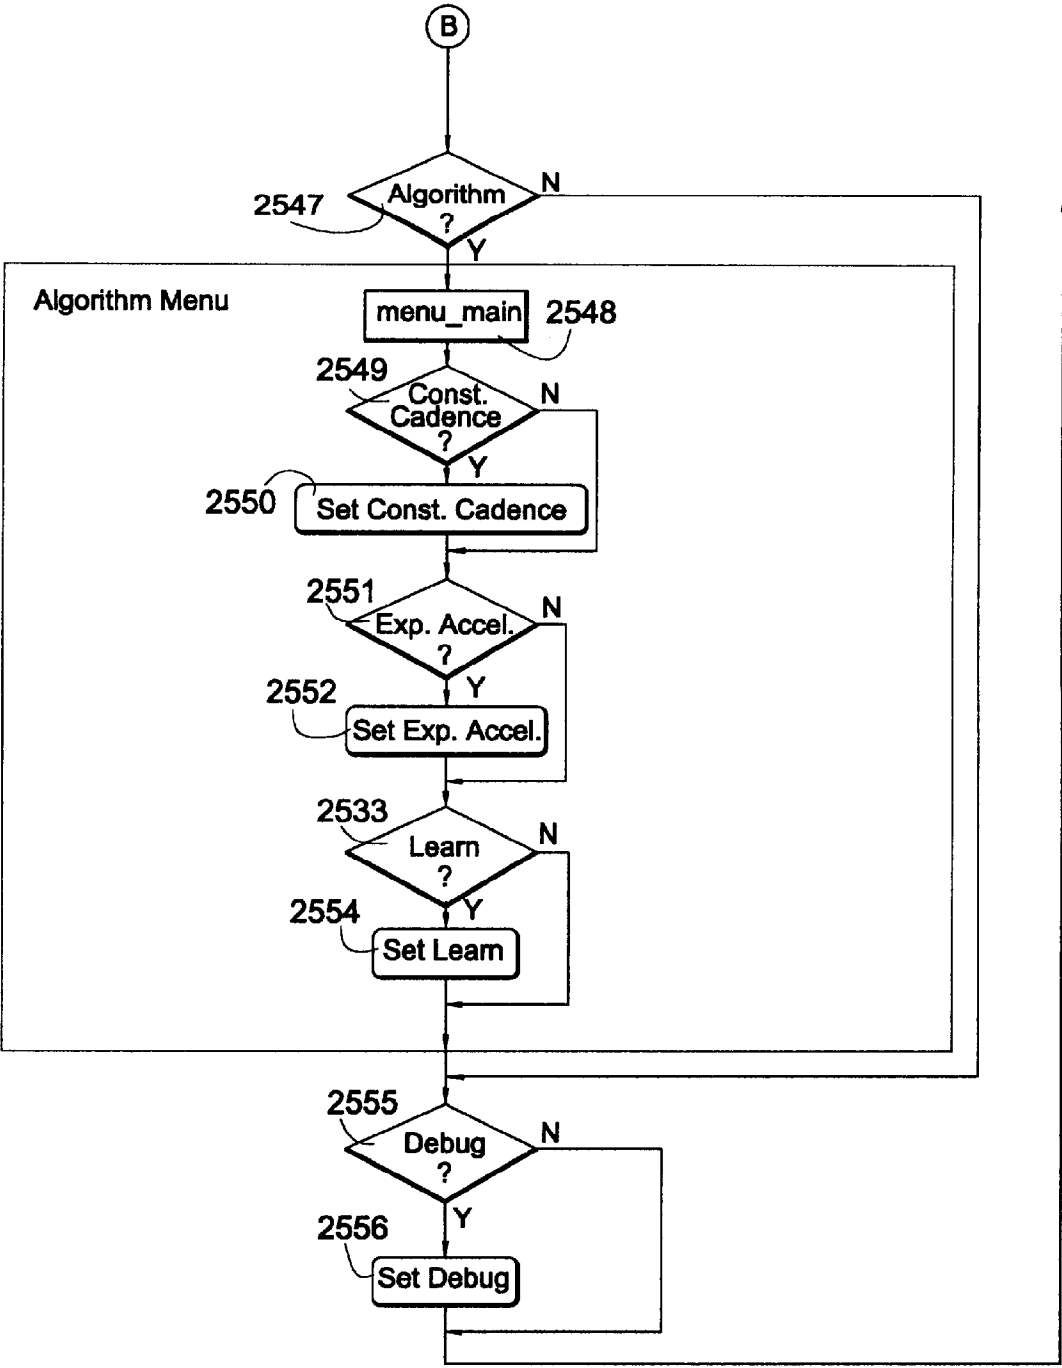 B
Algorithm
?
N
2547
Y
Algorithm Menu
menu_main
2548
2549
Const.
Cadence
?
N
Y
2550
Set Const. Cadence
2551
Exp. Accel.
?
N
Y
2552
Set Exp. Accel.
2533
Learn
?
N
Y
2554
Set Learn
2555
Debug
?
N
Y
2556
Set Debug